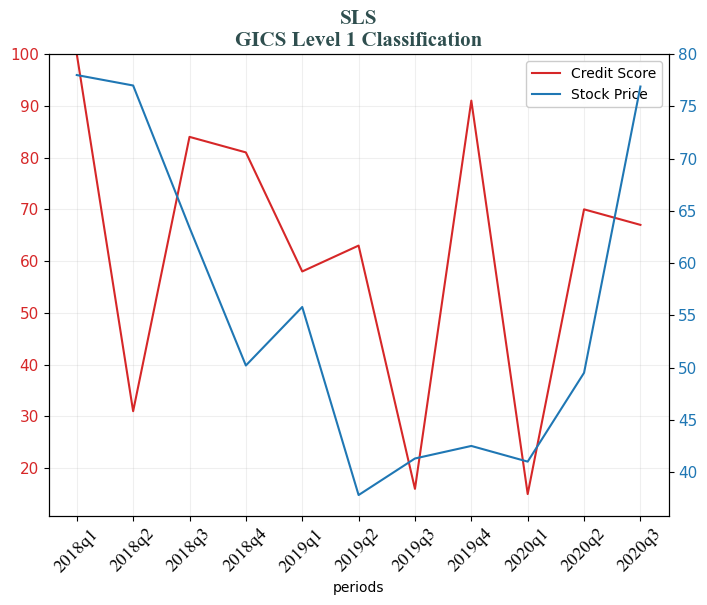 SLS
GICS Level 1 Classification
100
90
80
70
60
50
40
30
20
80
75
70
65
60
55
50
45
40
Credit Score
Stock Price
2018q1
2018q2
2018q3
2018q4
2019q1
2019q2
2019q3
2019q4
2020q1
2020q2
2020q3
periods